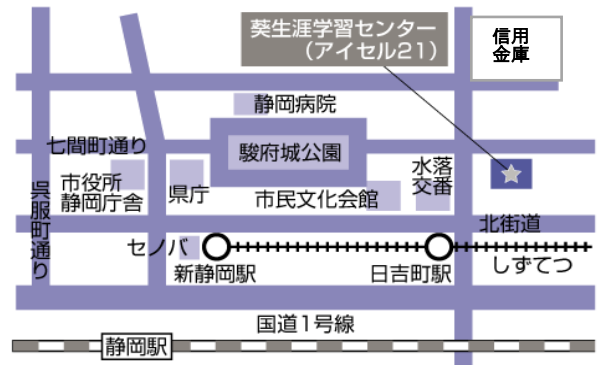 葵生涯学習センター
（アイセル21）
信用
金庫
静岡病院
七間町通り
駿府城公園
水落
交番
市役所
静岡庁舎
県庁
市民文化会館
呉服町通り
北街道
セノバ
新静岡駅
日吉町駅
しずてつ
国道1号線
静岡駅